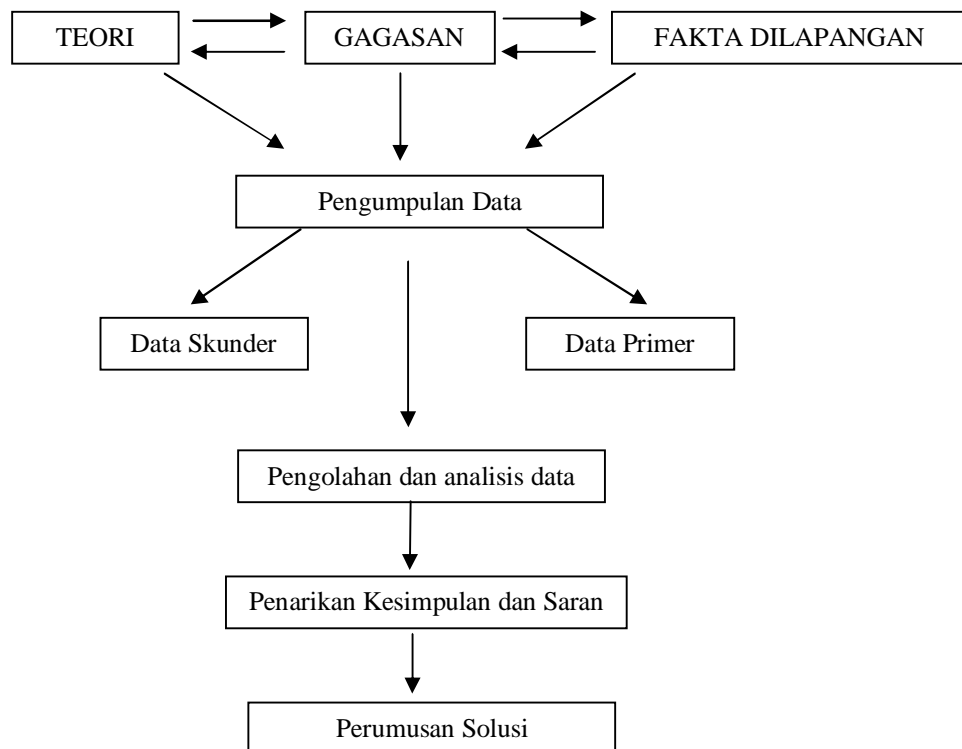 TEORI
GAGASAN
FAKTA DILAPANGAN
Pengumpulan Data
Data Skunder
Data Primer
Pengolahan dan analisis data
Penarikan Kesimpulan dan Saran
Perumusan Solusi